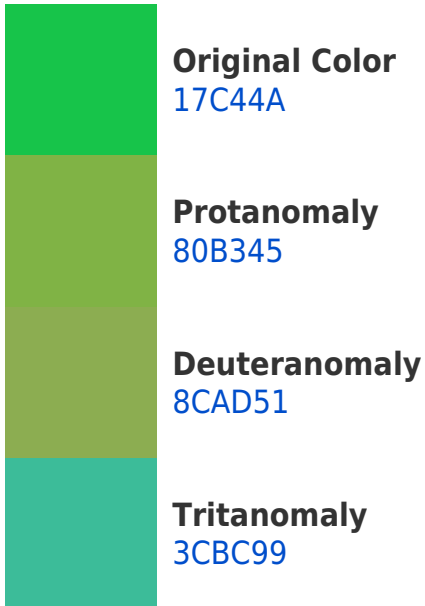 Original Color
17C44A
Protanomaly
80B345
Deuteranomaly
8CAD51
Tritanomaly
3CBC99